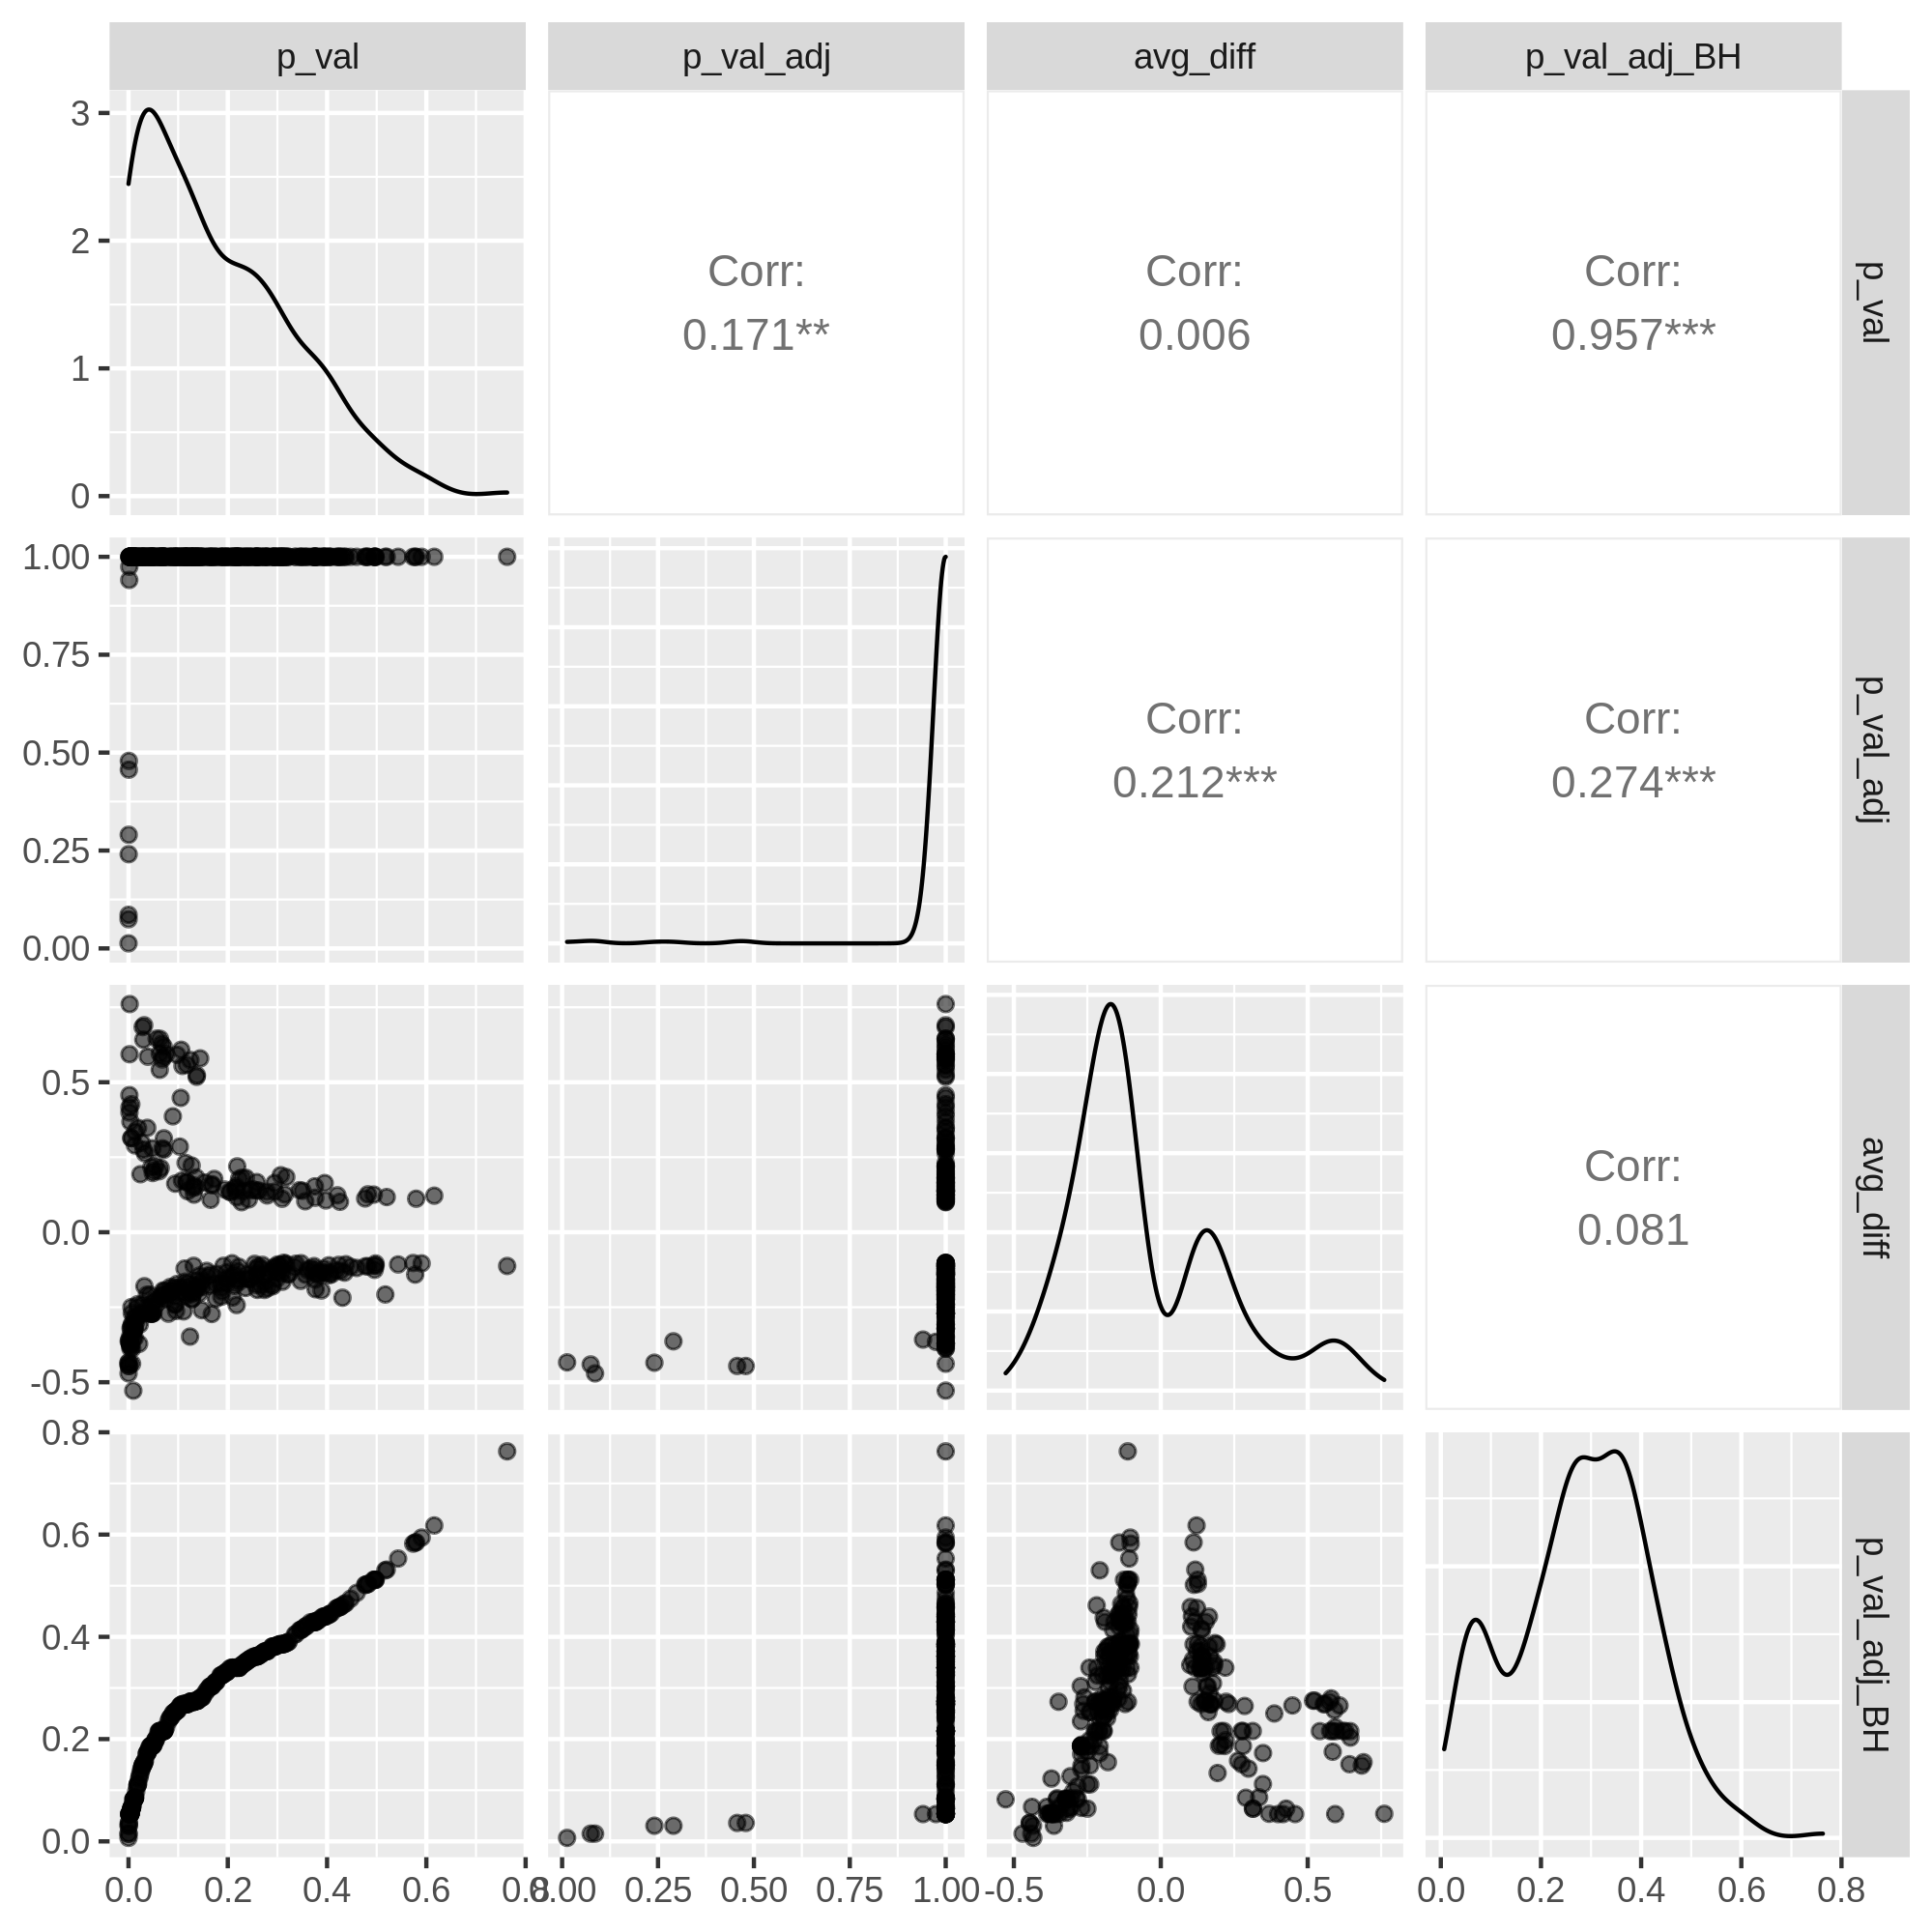 p_val p_val_adj avg_diff p_val_adj_BH
3
2
1
0
Corr:
0.171**
Corr:
0.006
Corr:
0.957***
p_val
1.00
0.75
0.50
0.25
0.00
Corr:
0.212***
Corr:
0.274***
p_val_adj
0.5
0.0
-0.5
Corr:
0.081
avg_diff
0.8
0.6
0.4
0.2
0.0
p_val_adj_BH
0.0 0.2 0.4 0.6 0.8 0.00 0.25 0.50 0.75 1.00 -0.5 0.0 0.5 0.0 0.2 0.4 0.6 0.8